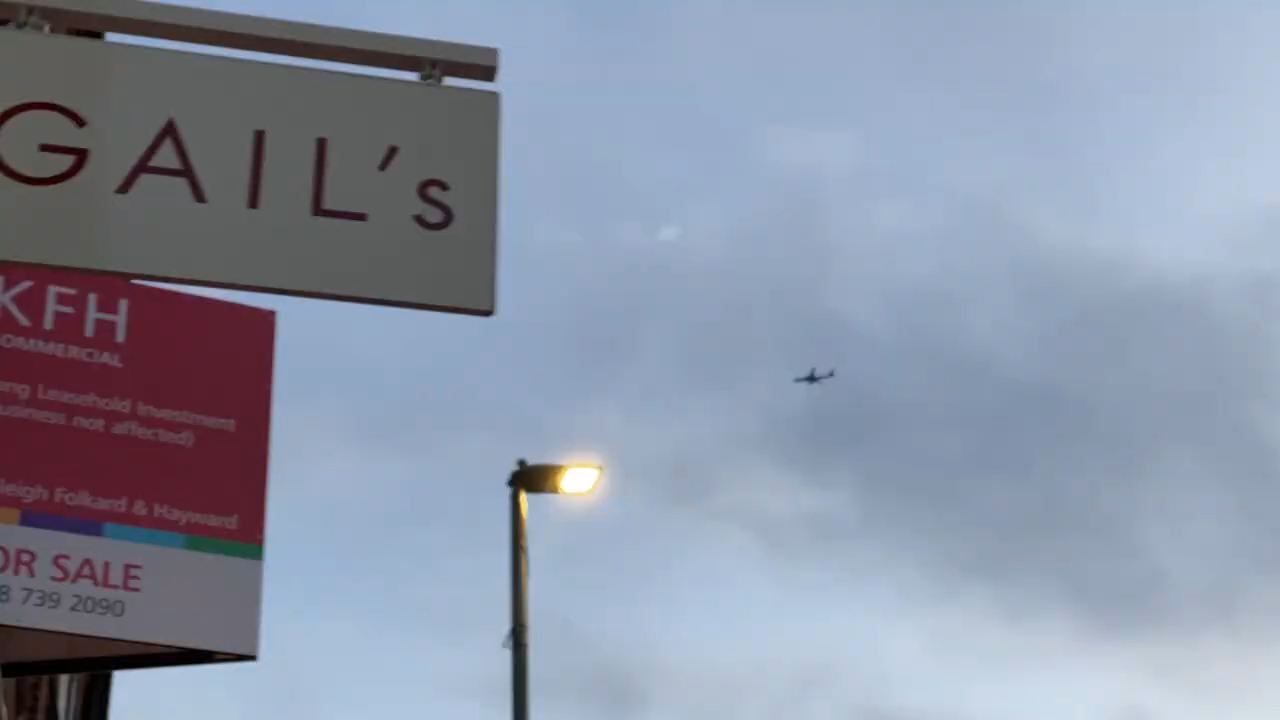 GAIL's
KFH
OMMERCIAL
ng Leasehold Investment
usiness not affected)
leigh Folkard & Hayward
OR SALE
8 739 2090